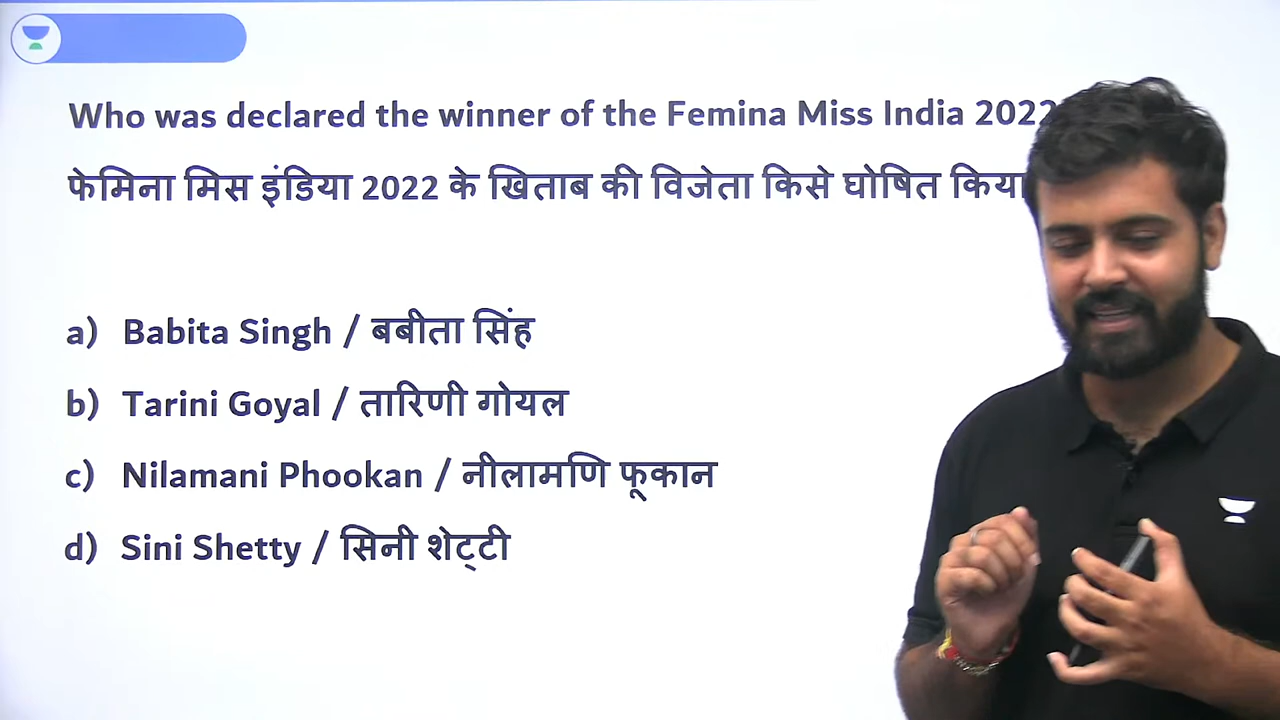 Who was declared the winner of the Femina Miss India 2022
फेमिना मिस इंडिया 2022 के खिताब की विजेता किसे घोषित किया
a) Babita Singh / बबीता सिंह
b) Tarini Goyal / तारिणी गोयल
c) Nilamani Phookan / नीलामणि फूकान
d) Sini Shetty / सिनी शेट्टी